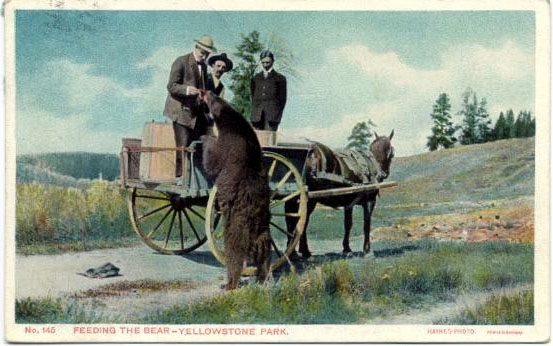 No. 145 FEEDING THE BEAR—YELLOWSTONE PARK. HAYNES-PHOTO